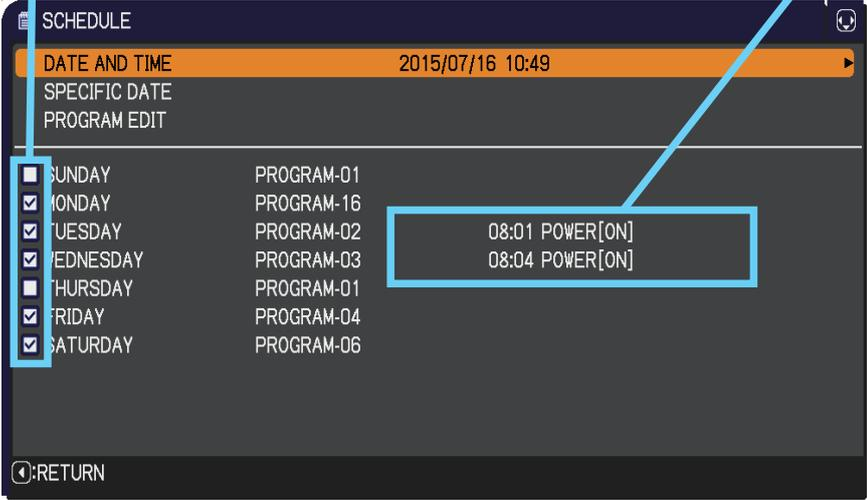 SCHEDULE
DATE AND TIME 2015/07/16 10:49
SPECIFIC DATE
PROGRAM EDIT
SUNDAY PROGRAM-01
MONDAY PROGRAM-16
TUESDAY PROGRAM-02 08:01 POWER[ON]
WEDNESDAY PROGRAM-03 08:04 POWER[ON]
THURSDAY PROGRAM-01
FRIDAY PROGRAM-04
SATURDAY PROGRAM-06
:RETURN